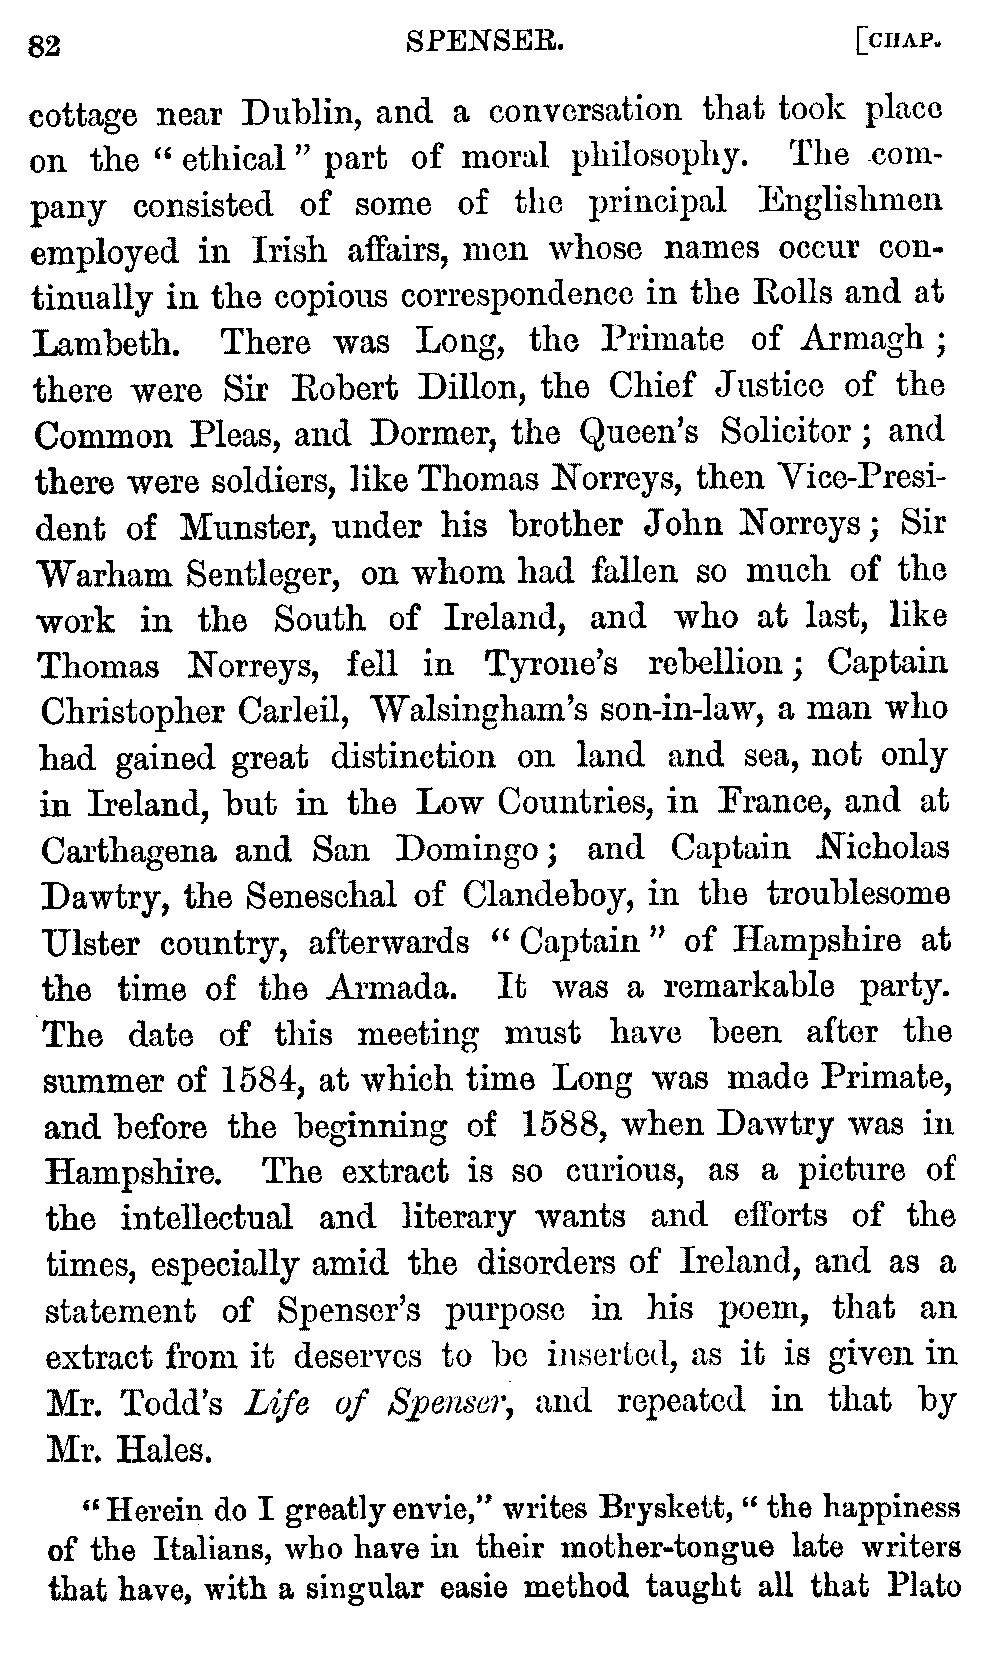 82 SPENSER. [CHAP.
cottage near Dublin, and a conversation that took place
on the “ ethical ” part of moral philosophy. The com-
pany consisted of some of the principal Englishmen
employed in Irish affairs, men whose names occur con-
tinually in the copious correspondence in the Rolls and at
Lambeth. There was Long, the Primate of Armagh ;
there were Sir Robert Dillon, the Chief Justice of the
Common Pleas, and Dormer, the Queen’s Solicitor ; and
there were soldiers, like Thomas Norreys, then Vice-Presi-
dent of Munster, under his brother John Norreys ; Sir
Warham Sentleger, on whom had fallen so much of the
work in the South of Ireland, and who at last, like
Thomas Norreys, fell in Tyrone’s rebellion ; Captain
Christopher Carleil, Walsingham’s son-in-law, a man who
had gained great distinction on land and sea, not only
in Ireland, but in the Low Countries, in France, and at
Carthagena and San Domingo ; and Captain Nicholas
Dawtry, the Seneschal of Clandeboy, in the troublesome
Ulster country, afterwards “ Captain ” of Hampshire at
the time of the Armada. It was a remarkable party.
The date of this meeting must have been after the
summer of 1584, at which time Long was made Primate,
and before the beginning of 1588, when Dawtry was in
Hampshire. The extract is so curious, as a picture of
the intellectual and literary wants and efforts of the
times, especially amid the disorders of Ireland, and as a
statement of Spenser’s purpose in his poem, that an
extract from it deserves to be inserted, as it is given in
Mr. Todd’s Life of Spenser, and repeated in that by
Mr. Hales.
“ Herein do I greatly envie,” writes Bryskett, “ the happiness
of the Italians, who have in their mother-tongue late writers
that have, with a singular easie method taught all that Plato